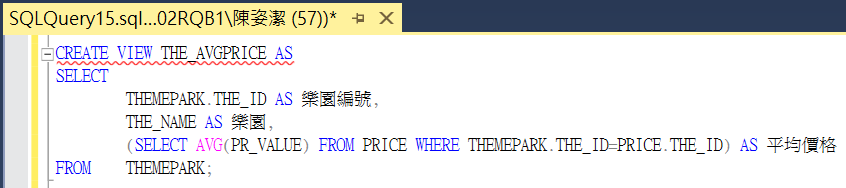 SQLQuery15.sql...02RQB1\陳姿潔 (57))*
CREATE VIEW THE_AVGPRICE AS
SELECT
THEMEPARK.THE_ID AS 樂園編號,
THE_NAME AS 樂園,
(SELECT AVG(PR_VALUE) FROM PRICE WHERE THEMEPARK.THE_ID=PRICE.THE_ID) AS 平均價格
FROM THEMEPARK;